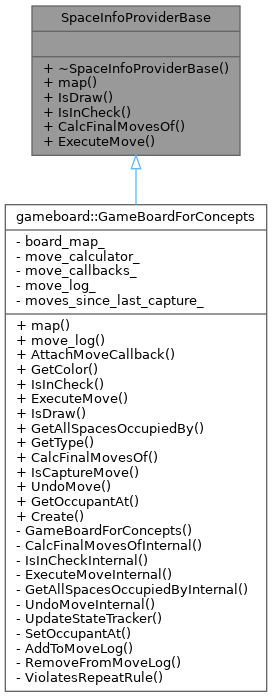 SpaceInfoProviderBase
+ ~SpaceInfoProviderBase()
+ map()
+ IsDraw()
+ IsInCheck()
+ CalcFinalMovesOf()
+ ExecuteMove()
gameboard::GameBoardForConcepts
- board_map_
- move_calculator_
- move_callbacks_
- move_log_
- moves_since_last_capture_
+ map()
+ move_log()
+ AttachMoveCallback()
+ GetColor()
+ IsInCheck()
+ ExecuteMove()
+ IsDraw()
+ GetAllSpacesOccupiedBy()
+ GetType()
+ CalcFinalMovesOf()
+ IsCaptureMove()
+ UndoMove()
+ GetOccupantAt()
+ Create()
- GameBoardForConcepts()
- CalcFinalMovesOfInternal()
- IsInCheckInternal()
- ExecuteMoveInternal()
- GetAllSpacesOccupiedByInternal()
- UndoMoveInternal()
- UpdateStateTracker()
- SetOccupantAt()
- AddToMoveLog()
- RemoveFromMoveLog()
- ViolatesRepeatRule()